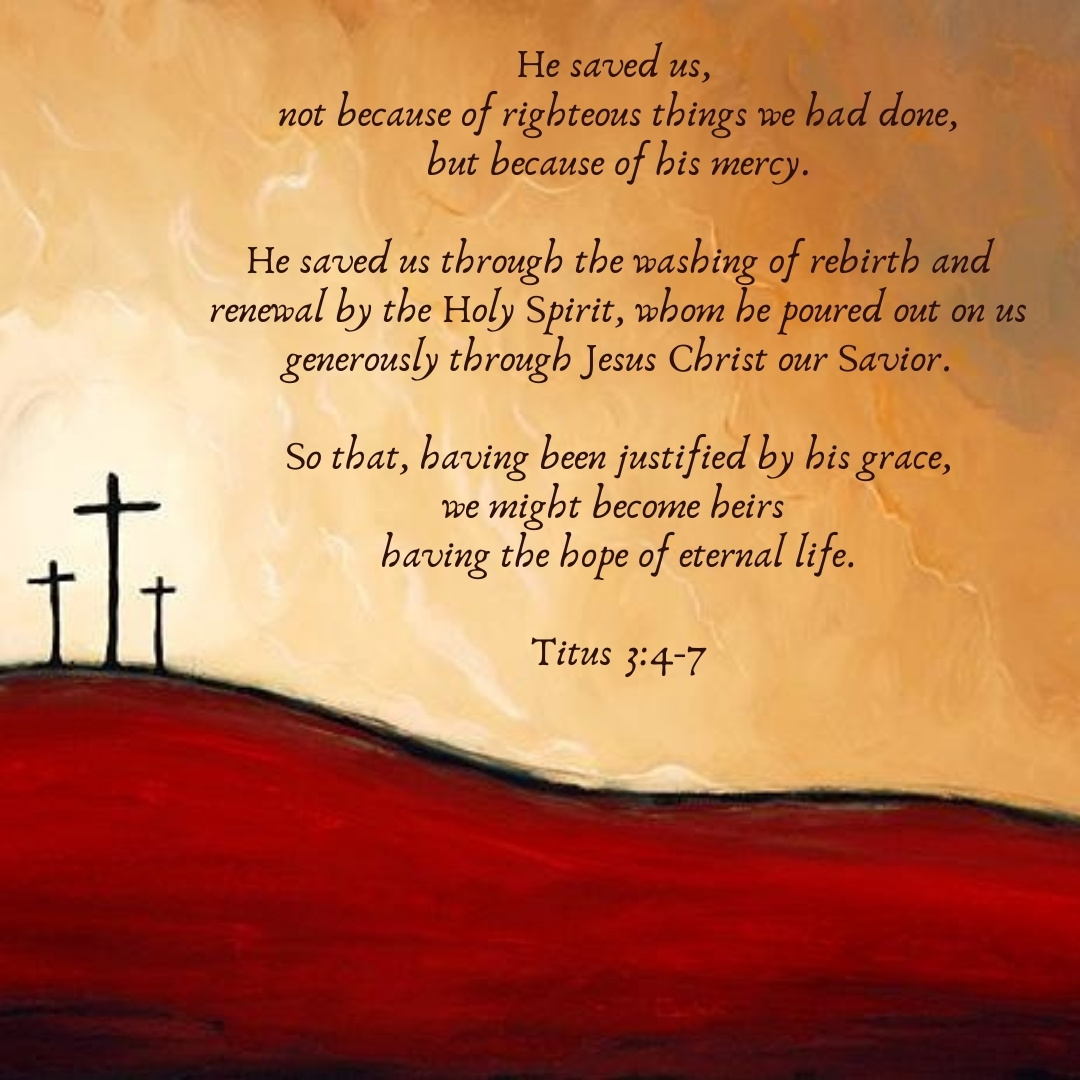 He saved us,
not because of righteous things we had done,
but because of his mercy.
He saved us through the washing of rebirth and
renewal by the Holy Spirit, whom he poured out on us
generously through Jesus Christ our Savior.
So that, having been justified by his grace,
we might become heirs
having the hope of eternal life.
Titus 3:4-7